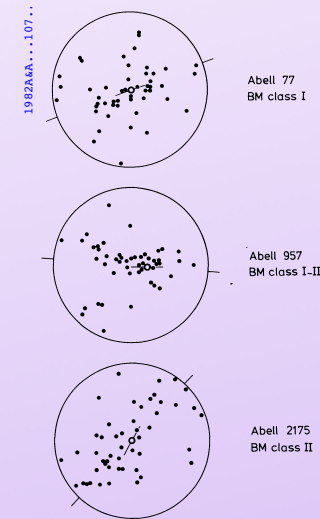 1982A&A...107..
Abell 77
BM class I
Abell 957
BM class I-II
Abell 2175
BM class II